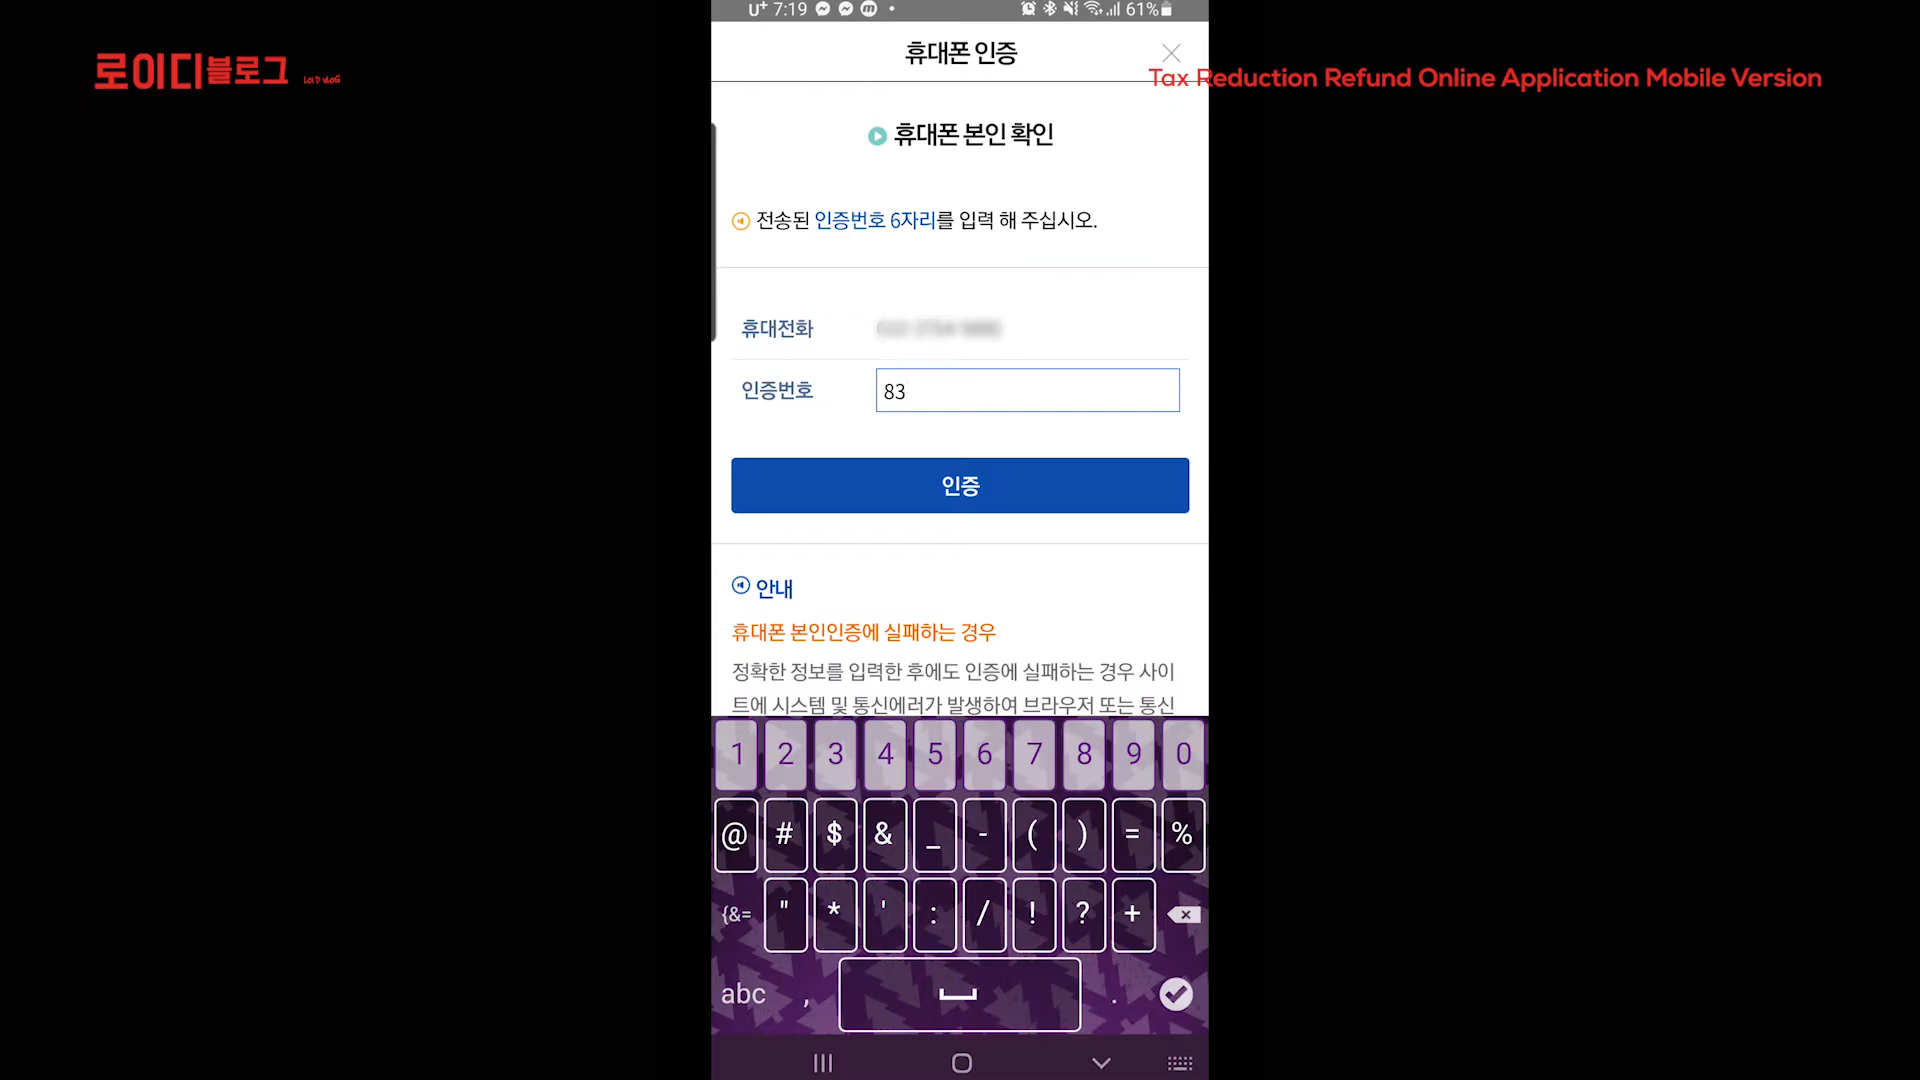 U⁺ 7:19 61%
휴대폰 인증
로이디블로그 LOI'D VLOG
Tax Reduction Refund Online Application Mobile Version
휴대폰 본인 확인
전송된 인증번호 6자리를 입력 해 주십시오.
휴대전화
인증번호 83
인증
안내
휴대폰 본인인증에 실패하는 경우
정확한 정보를 입력한 후에도 인증에 실패하는 경우 사이
트에 시스템 및 통신에러가 발생하여 브라우저 또는 통신
1 2 3 4 5 6 7 8 9 0
@ # $ & _ - ( ) = %
{&= " * ' : / ! ? +
abc , .